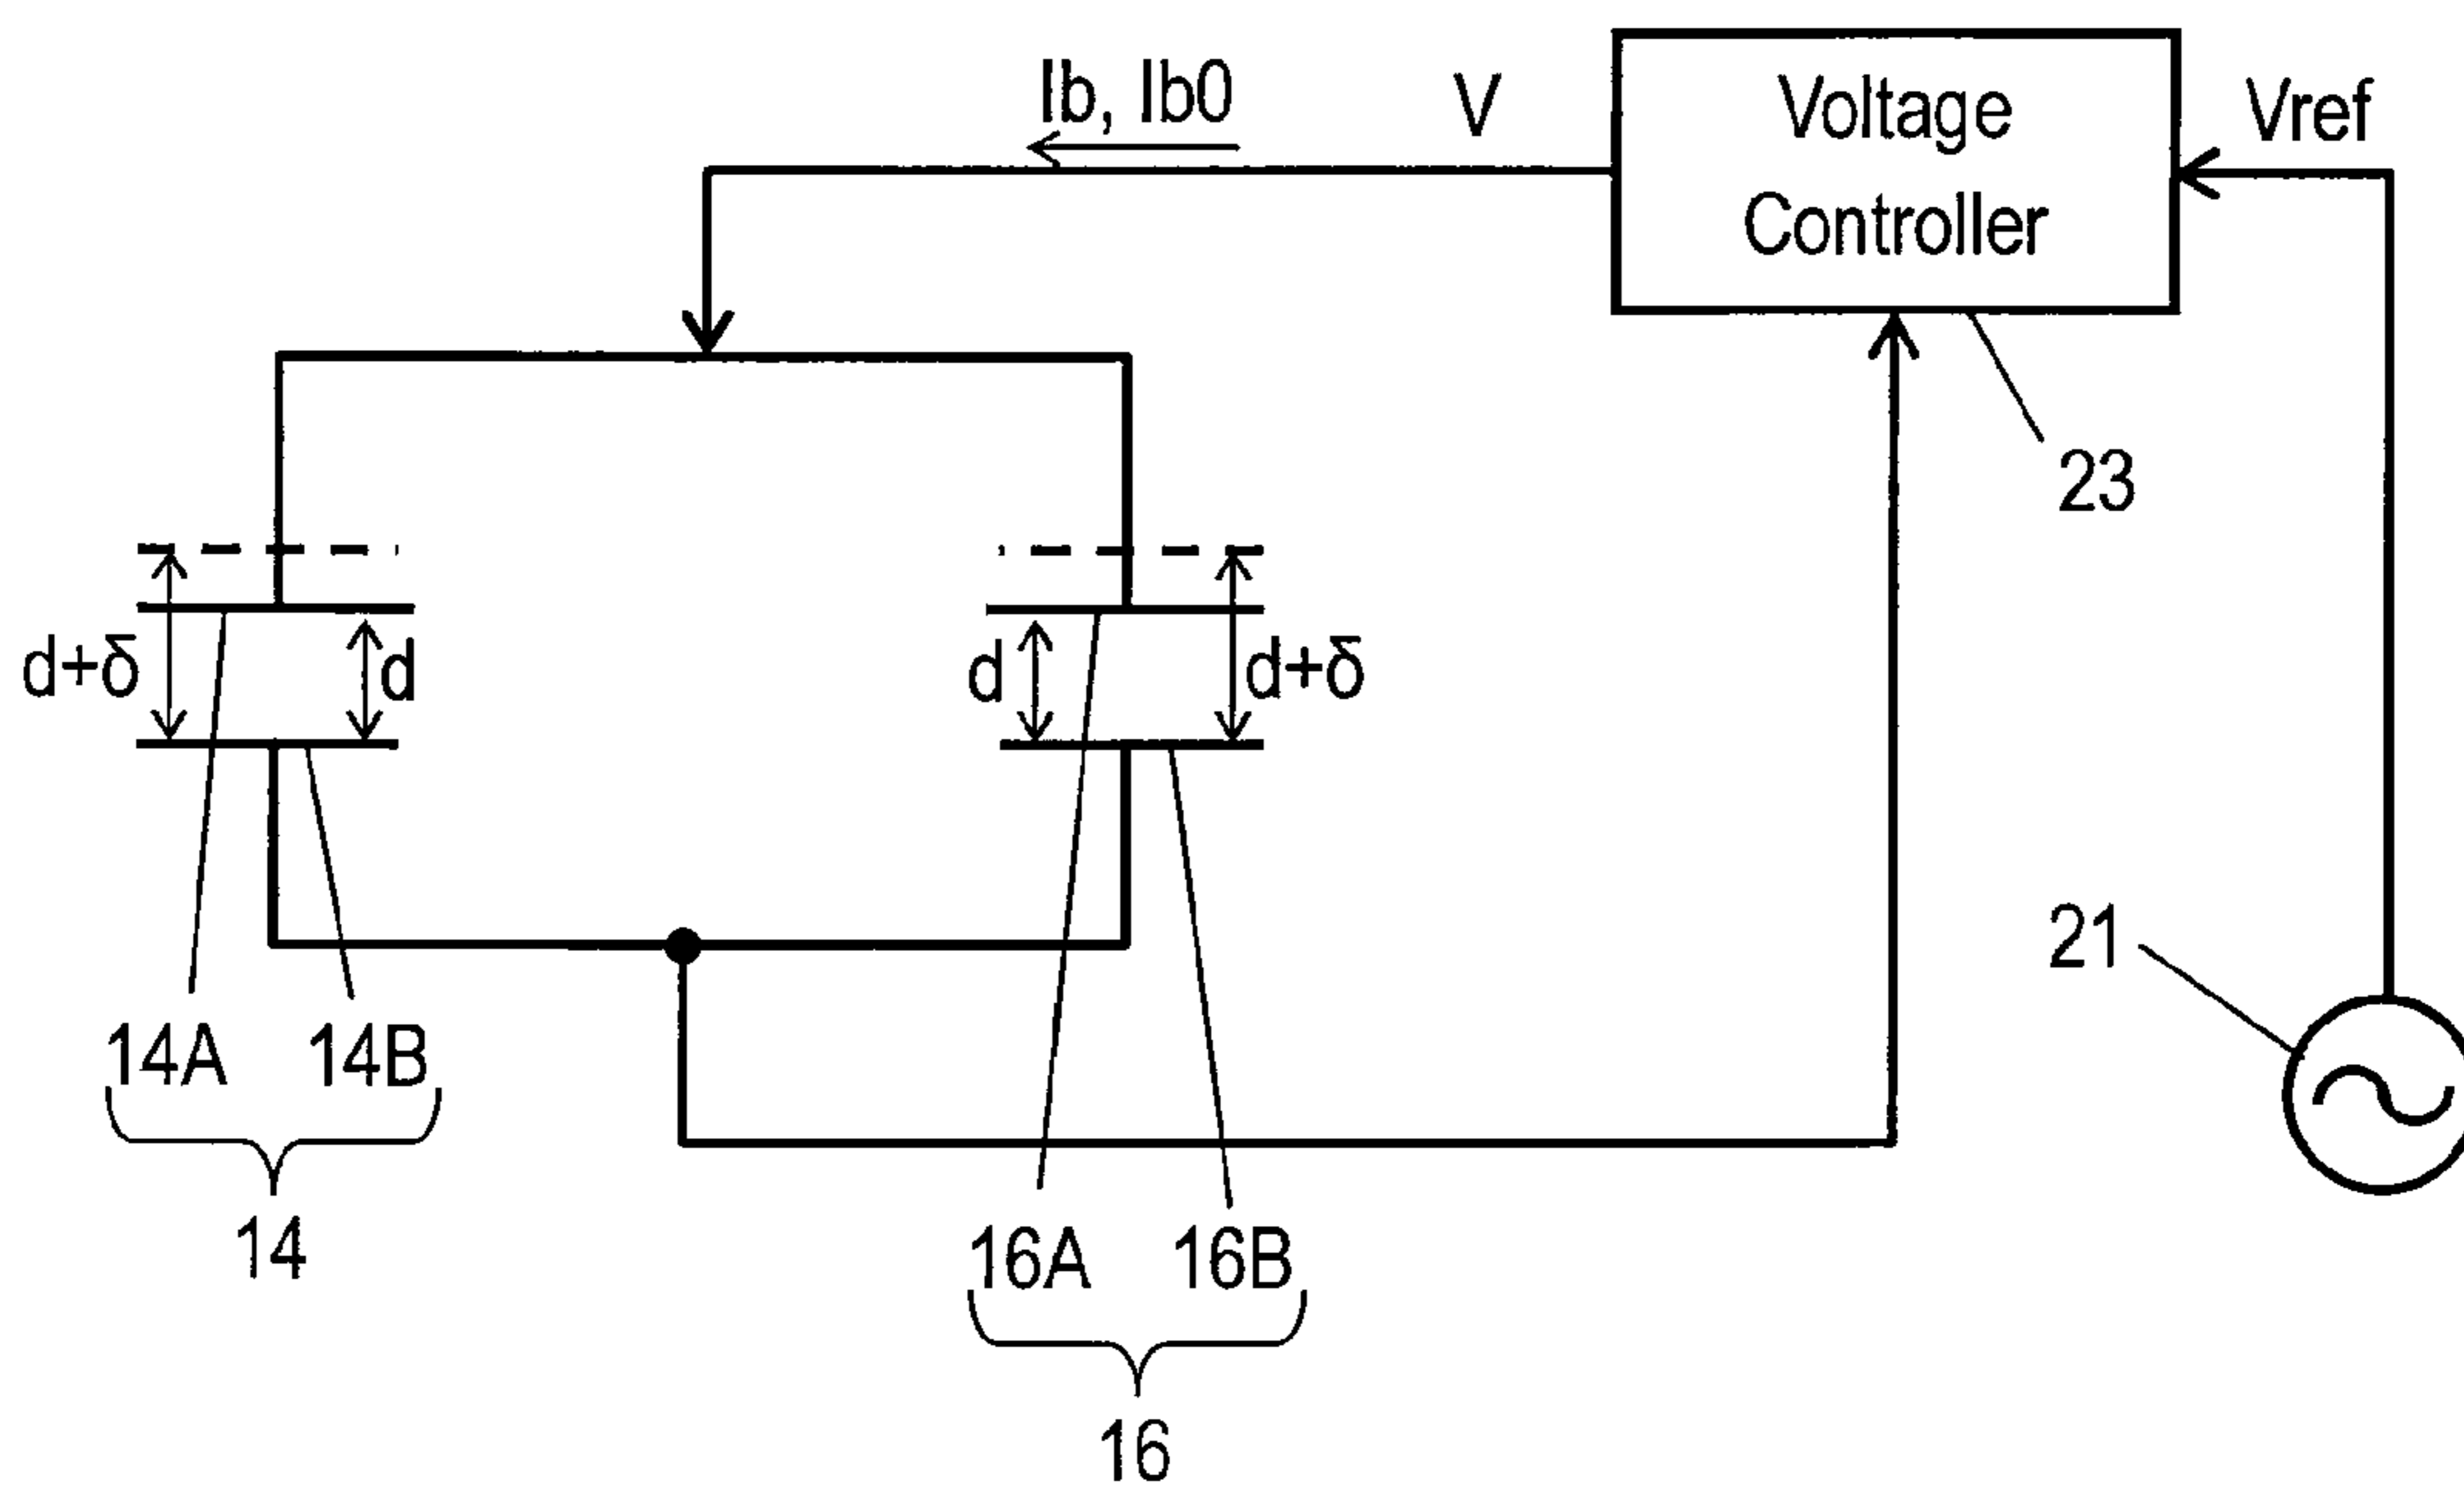 Ib, Ib0
V
Voltage
Controller
Vref
23
d+δ
d
d
d+δ
21
14A
14B
14
16A
16B
16